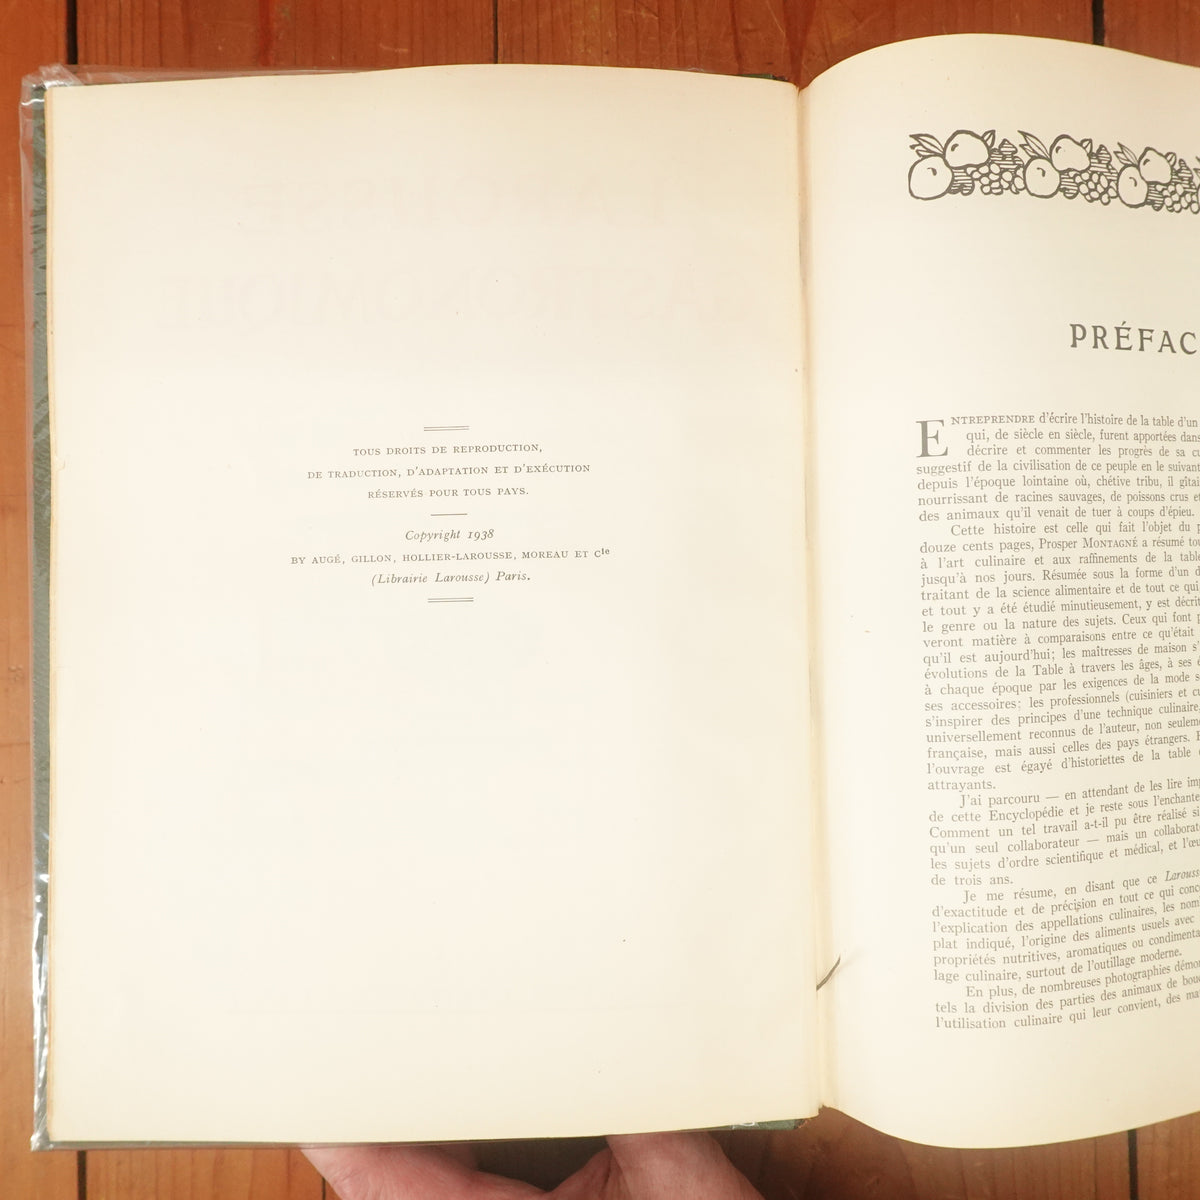 TOUS DROITS DE REPRODUCTION,
DE TRADUCTION, D'ADAPTATION ET D'EXÉCUTION
RÉSERVÉS POUR TOUS PAYS.
Copyright 1938
BY AUGÉ, GILLON, HOLLIER-LAROUSSE, MOREAU ET Cie
(Librairie Larousse) Paris.
PRÉFAC
ENTREPRENDRE d'écrire l'histoire de la table d'un
qui, de siècle en siècle, furent apportées dans
décrire et commenter les progrès de sa
suggestif de la civilisation de ce peuple en le suivant
depuis l'époque lointaine où, chétive tribu, il gîtai
nourrissant de racines sauvages, de poissons crus et
des animaux qu'il venait de tuer à coups d'épieu.
Cette histoire est celle qui fait l'objet du
douze cents pages, Prosper MONTAGNÉ a résumé
à l'art culinaire et aux raffinements de la table
jusqu'à nos jours. Résumée sous la forme d'un
traitant de la science alimentaire et de tout ce qui
et tout y a été étudié minutieusement, y est décrit
le genre ou la nature des sujets. Ceux qui font
veront matière à comparaisons entre ce qu'était
qu'il est aujourd'hui; les maîtresses de maison
évolutions de la Table à travers les âges, à ses
à chaque époque par les exigences de la mode
ses accessoires; les professionnels (cuisiniers et
s'inspirer des principes d'une technique culinaire,
universellement reconnus de l'auteur, non seuleme
française, mais aussi celles des pays étrangers.
l'ouvrage est égayé d'historiettes de la table
attrayants.
J'ai parcouru — en attendant de les lire
de cette Encyclopédie et je reste sous l'enchante
Comment un tel travail a-t-il pu être réalisé
qu'un seul collaborateur — mais un collaborat
les sujets d'ordre scientifique et médical, et
de trois ans.
Je me résume, en disant que ce Larouss
d'exactitude et de précision en tout ce qui
l'explication des appellations culinaires, les
plat indiqué, l'origine des aliments usuels avec
propriétés nutritives, aromatiques ou condimenta
lage culinaire, surtout de l'outillage moderne.
En plus, de nombreuses photographies
tels la division des parties des animaux de
l'utilisation culinaire qui leur convient, des